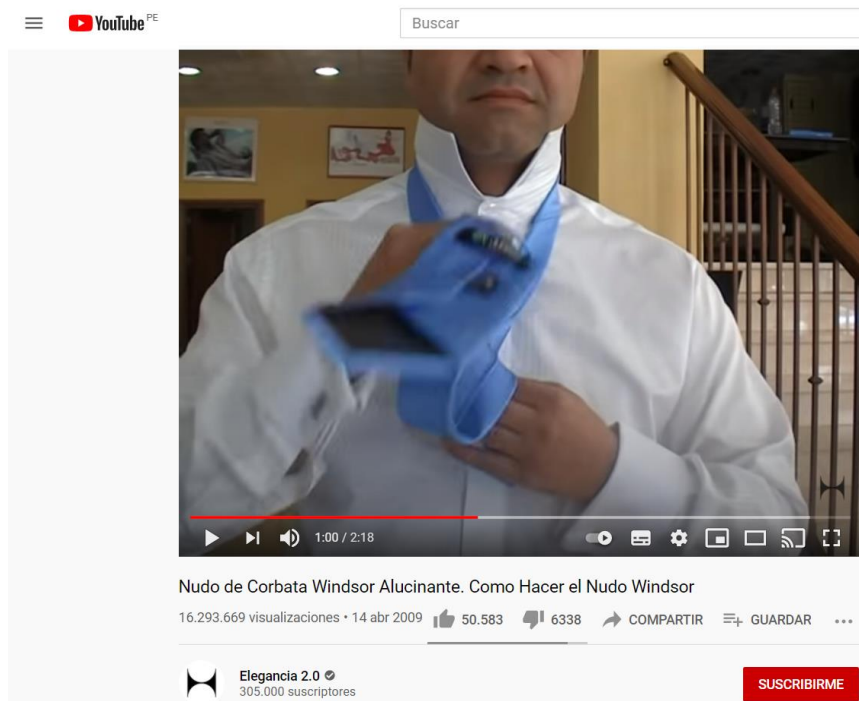 YouTube PE
Buscar
1:00 / 2:18
Nudo de Corbata Windsor Alucinante. Como Hacer el Nudo Windsor
16.293.669 visualizaciones • 14 abr 2009 50.583 6338 COMPARTIR GUARDAR
Elegancia 2.0
305.000 suscriptores
SUSCRIBIRME